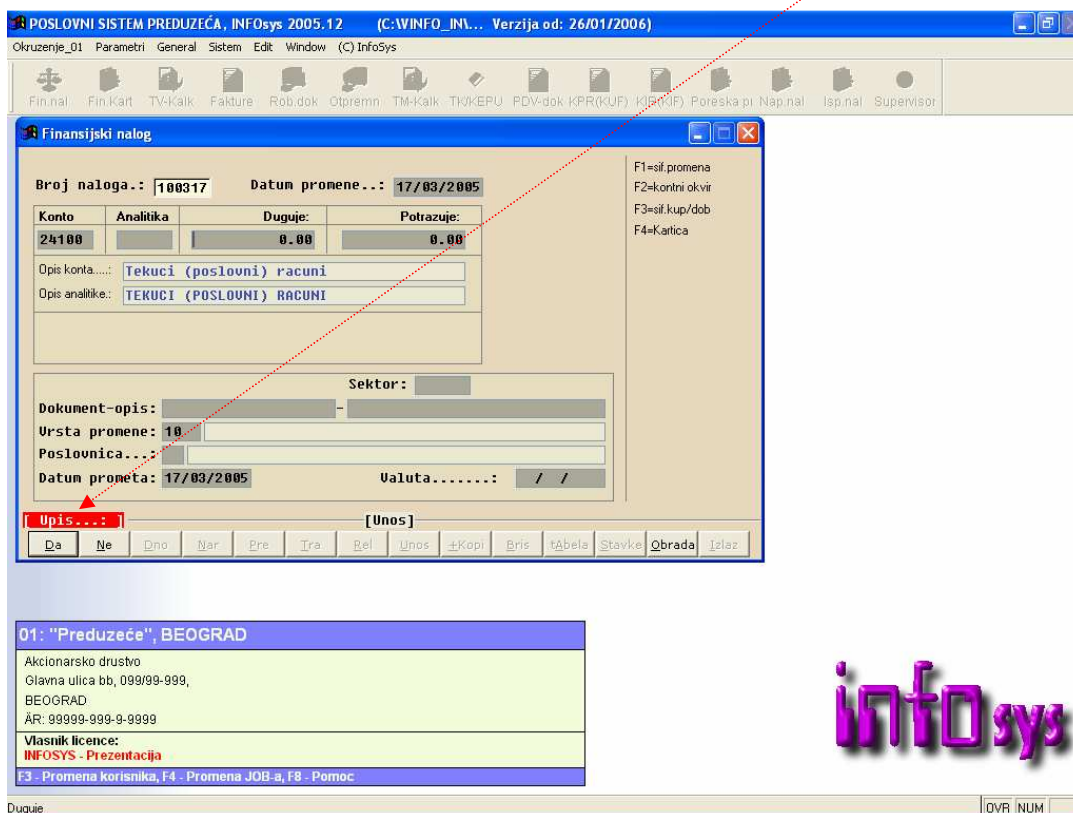 POSLOVNI SISTEM PREDUZEĆA, INFOsys 2005.12 (C:\VINFO_IN\... Verzija od: 26/01/2006)
Okruzenje_01 Parametri General Sistem Edit Window (C) InfoSys
Fin.nal Fin.Kart TV-Kalk Fakture Rob.dok Otpremn TM-Kalk TK/KEPU PDV-dok KPR(KUF) KIR(KIF) Poreska pi Nap.nal Isp.nal Supervisor
Finansijski nalog
F1=sif.promena
Broj naloga.: 100317 Datum promene..: 17/03/2005 F2=kontni okvir
Konto Analitika Duguje: Potrazuje: F3=sif.kup/dob
24100 0.00 0.00 F4=Kartica
Opis konta.....: Tekuci (poslovni) racuni
Opis analitike.: TEKUCI (POSLOVNI) RACUNI
Sektor:
Dokument-opis: -
Vrsta promene: 10
Poslovnica...:
Datum prometa: 17/03/2005 Valuta.......: / /
[ Upis...: ] [Unos]
Da Ne Dno Nar Pre Tra Rel Unos +Kopi Bris tAbela Stavke Obrada Izlaz
01: "Preduzeće", BEOGRAD
Akcionarsko drustvo
Glavna ulica bb, 099/99-999,
BEOGRAD
ÄR: 99999-999-9-9999
Vlasnik licence:
INFOSYS - Prezentacija
F3 - Promena korisnika, F4 - Promena JOB-a, F8 - Pomoc
infosys
Duguje OVR NUM